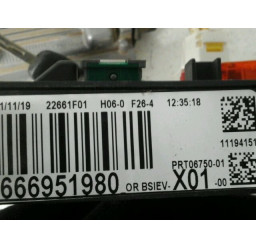 1/11/19 22661F01 H06-0 F26-4 12:35:18
11194151
PRT06750-01
666951980 OR BSIEV- X01 -00